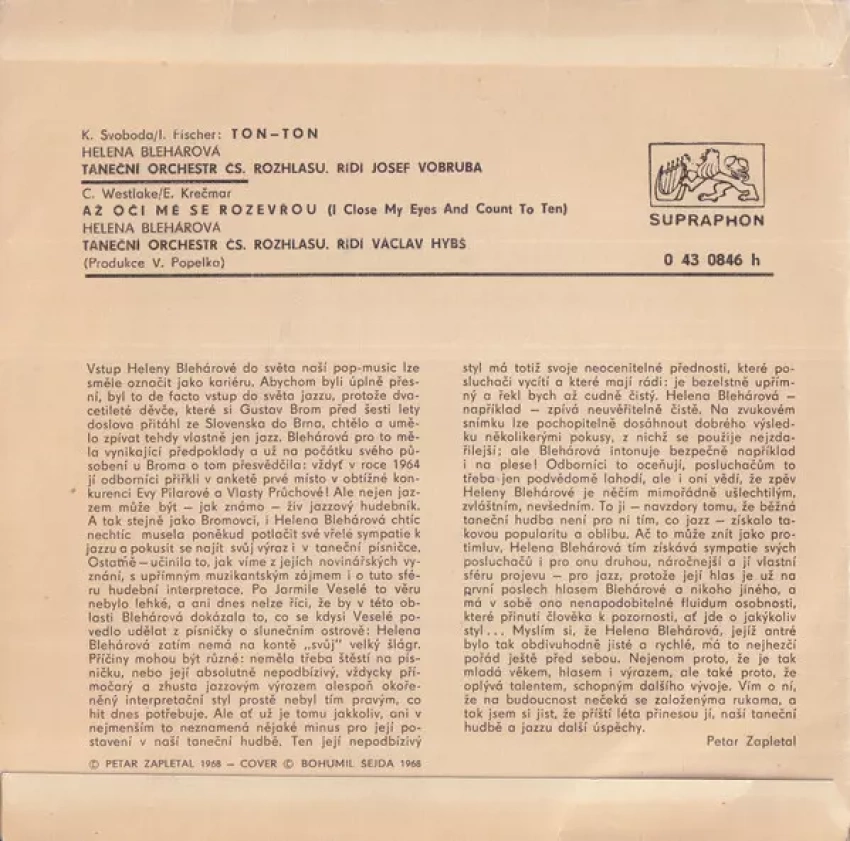 K. Svoboda/I. Fischer: TON–TON
HELENA BLEHÁROVÁ
TANEČNÍ ORCHESTR ČS. ROZHLASU. ŘÍDÍ JOSEF VOBRUBA
C. Westlake/E. Krečmar
AŽ OČI MÉ SE ROZEVŘOU (I Close My Eyes And Count To Ten)
HELENA BLEHÁROVÁ
TANEČNÍ ORCHESTR ČS. ROZHLASU. ŘÍDÍ VÁCLAV HYBŠ
(Produkce V. Popelka)
SUPRAPHON
0 43 0846 h
Vstup Heleny Blehárové do světa naší pop-music lze
směle označit jako kariéru. Abychom byli úplně přes-
ní, byl to de facto vstup do světa jazzu, protože dva-
cetileté děvče, které si Gustav Brom před šesti lety
doslova přitáhl ze Slovenska do Brna, chtělo a umě-
lo zpívat tehdy vlastně jen jazz. Blehárová pro to mě-
la vynikající předpoklady a už na počátku svého pů-
sobení u Broma o tom přesvědčila: vždyť v roce 1964
jí odborníci přiřkli v anketě prvé místo v obtížné kon-
kurenci Evy Pilarové a Vlasty Průchové! Ale nejen jaz-
zem může být – jak známo – živ jazzový hudebník.
A tak stejně jako Bromovci, i Helena Blehárová chtíc
nechtíc musela poněkud potlačit své vřelé sympatie k
jazzu a pokusit se najít svůj výraz i v taneční písničce.
Ostatně – učinila to, jak víme z jejích novinářských vy-
znání, s upřímným muzikantským zájmem i o tuto sfé-
ru hudební interpretace. Po Jarmile Veselé to věru
nebylo lehké, a ani dnes nelze říci, že by v této ob-
lasti Blehárová dokázala to, co se kdysi Veselé po-
vedlo udělat z písničky o slunečním ostrově: Helena
Blehárová zatím nemá na kontě „svůj" velký šlágr.
Příčiny mohou být různé: neměla třeba štěstí na pís-
ničku, nebo její absolutně nepodbízivý, vždycky pří-
močarý a zhusta jazzovým výrazem alespoň okoře-
něný interpretační styl prostě nebyl tím pravým, co
hit dnes potřebuje. Ale ať už je tomu jakkoliv, ani v
nejmenším to neznamená nějaké minus pro její po-
stavení v naší taneční hudbě. Ten její nepodbízivý
styl má totiž svoje neocenitelné přednosti, které po-
sluchači vycítí a které mají rádi: je bezelstně upřím-
ný a řekl bych až cudně čistý. Helena Blehárová –
například – zpívá neuvěřitelně čistě. Na zvukovém
snímku lze pochopitelně dosáhnout dobrého výsled-
ku několikerými pokusy, z nichž se použije nejzda-
řilejší; ale Blehárová intonuje bezpečně například
i na plese! Odborníci to oceňují, posluchačům to
třeba jen podvědomě lahodí, ale i oni vědí, že zpěv
Heleny Blehárové je něčím mimořádně ušlechtilým,
zvláštním, nevšedním. To jí – navzdory tomu, že běžná
taneční hudba není pro ni tím, co jazz – získalo ta-
kovou popularitu a oblibu. Ač to může znít jako pro-
timluv, Helena Blehárová tím získává sympatie svých
posluchačů i pro onu druhou, náročnější a jí vlastní
sféru projevu – pro jazz, protože její hlas je už na
první poslech hlasem Blehárové a nikoho jiného, a
má v sobě ono nenapodobitelné fluidum osobnosti,
které přinutí člověka k pozornosti, ať jde o jakýkoliv
styl... Myslím si, že Helena Blehárová, jejíž antré
bylo tak obdivuhodně jisté a rychlé, má to nejhezčí
pořád ještě před sebou. Nejenom proto, že je tak
mladá věkem, hlasem i výrazem, ale také proto, že
oplývá talentem, schopným dalšího vývoje. Vím o ní,
že na budoucnost nečeká se založenýma rukama, a
tak jsem si jist, že příští léta přinesou jí, naší taneční
hudbě a jazzu další úspěchy.
Petar Zapletal
© PETAR ZAPLETAL 1968 – COVER © BOHUMIL ŠEJDA 1968